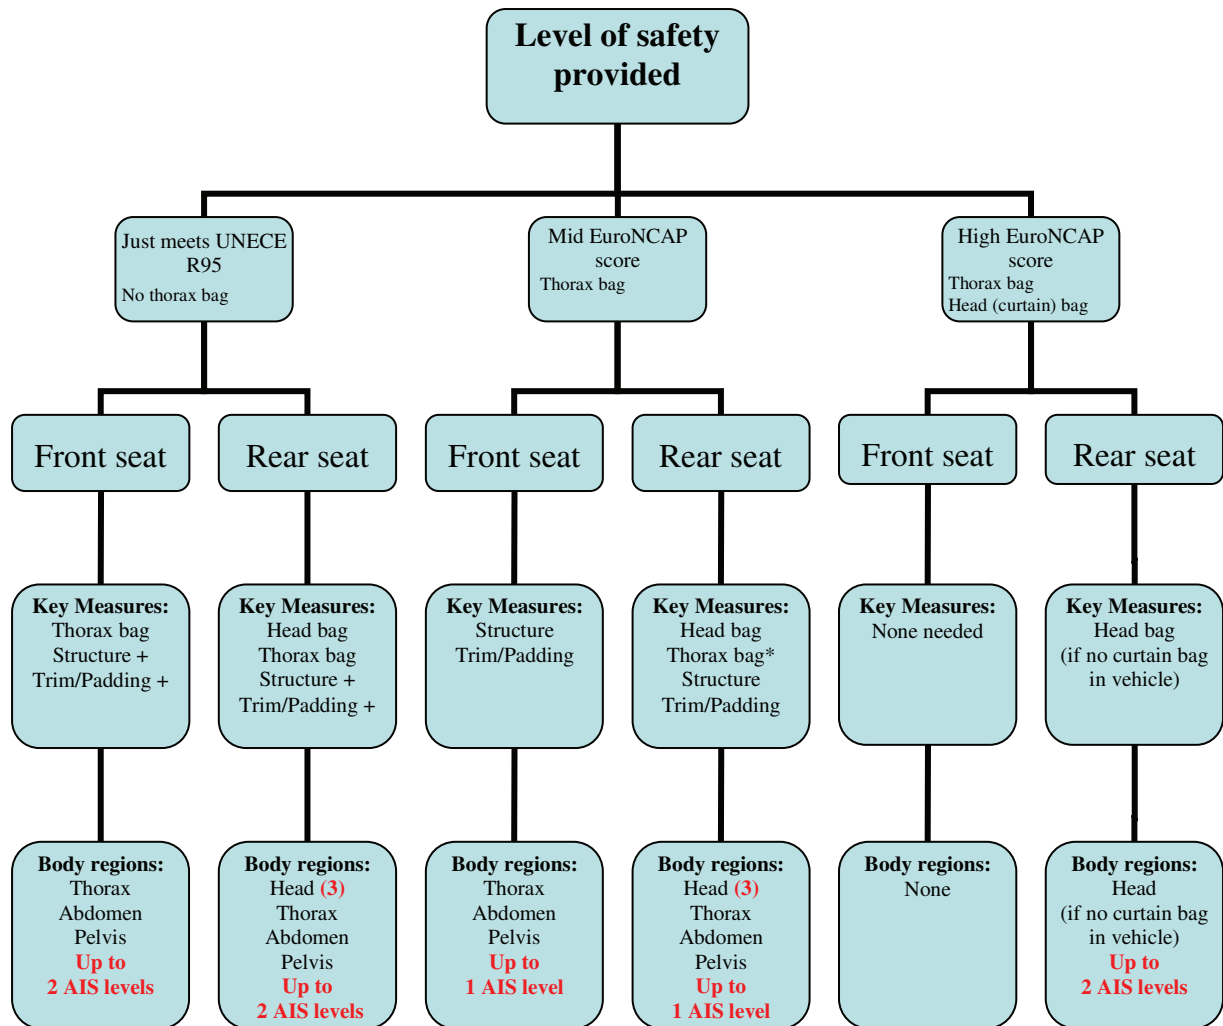 Level of safety
provided
Just meets UNECE
R95
No thorax bag
Mid EuroNCAP
score
Thorax bag
High EuroNCAP
score
Thorax bag
Head (curtain) bag
Front seat
Rear seat
Front seat
Rear seat
Front seat
Rear seat
Key Measures:
Thorax bag
Structure +
Trim/Padding +
Key Measures:
Head bag
Thorax bag
Structure +
Trim/Padding +
Key Measures:
Structure
Trim/Padding
Key Measures:
Head bag
Thorax bag*
Structure
Trim/Padding
Key Measures:
None needed
Key Measures:
Head bag
(if no curtain bag
in vehicle)
Body regions:
Thorax
Abdomen
Pelvis
Up to
2 AIS levels
Body regions:
Head (3)
Thorax
Abdomen
Pelvis
Up to
2 AIS levels
Body regions:
Thorax
Abdomen
Pelvis
Up to
1 AIS level
Body regions:
Head (3)
Thorax
Abdomen
Pelvis
Up to
1 AIS level
Body regions:
None
Body regions:
Head
(if no curtain bag
in vehicle)
Up to
2 AIS levels